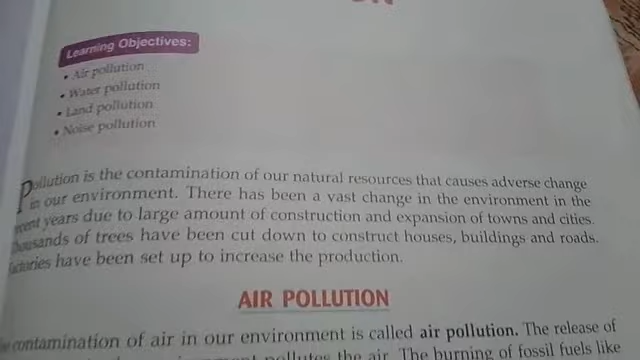 ON
Learning Objectives:
• Air pollution
• Water pollution
• Land pollution
• Noise pollution
Pollution is the contamination of our natural resources that causes adverse change
in our environment. There has been a vast change in the environment in the
recent years due to large amount of construction and expansion of towns and cities.
Thousands of trees have been cut down to construct houses, buildings and roads.
Factories have been set up to increase the production.
AIR POLLUTION
contamination of air in our environment is called air pollution. The release of
pollutes the air. The burning of fossil fuels like